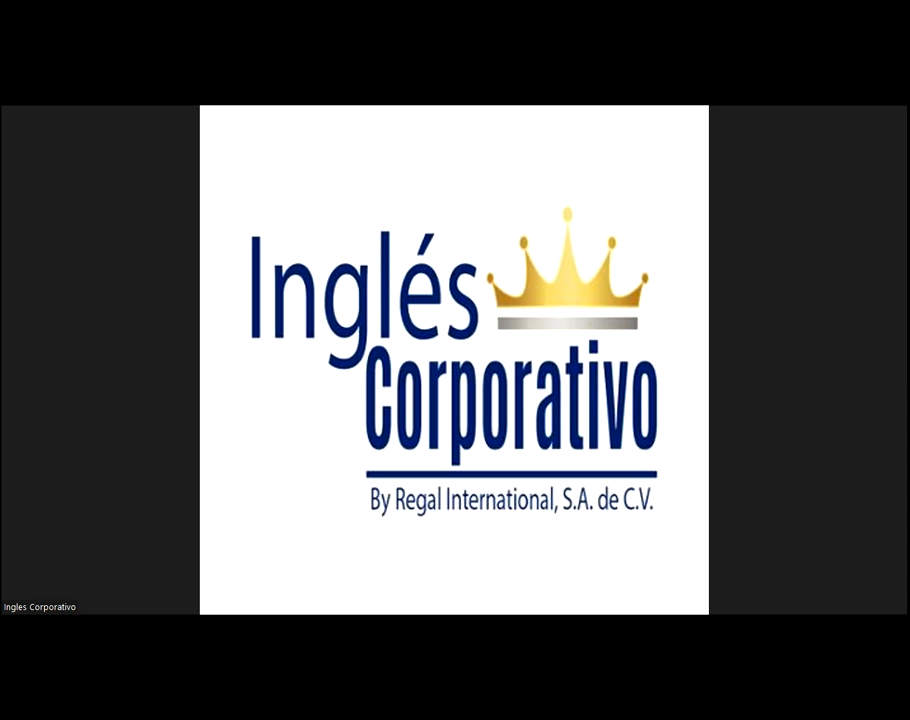 Inglés
Corporativo
By Regal International, S.A. de C.V.
Ingles Corporativo